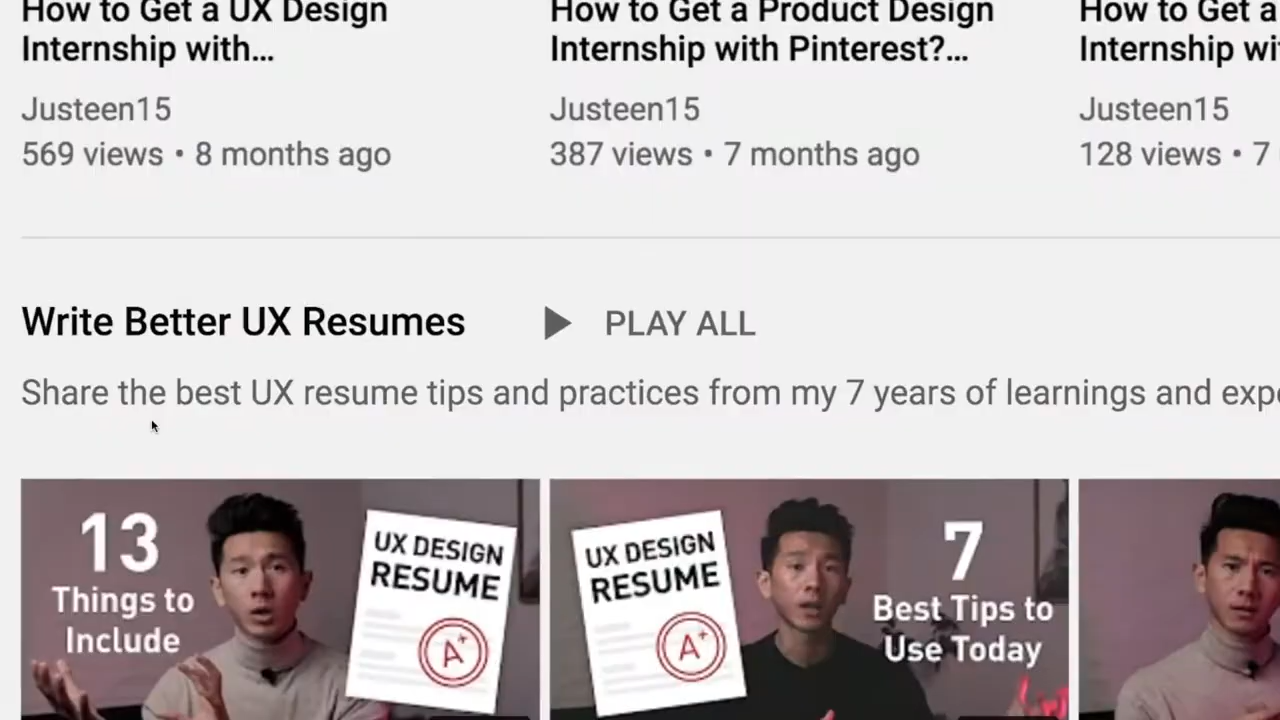 How to Get a UX Design
Internship with...
Justeen15
569 views • 8 months ago
How to Get a Product Design
Internship with Pinterest?...
Justeen15
387 views • 7 months ago
How to Get a
Internship
Justeen15
128 views • 7
Write Better UX Resumes
PLAY ALL
Share the best UX resume tips and practices from my 7 years of learnings and
13
Things to
Include
UX DESIGN
RESUME
A+
UX DESIGN
RESUME
A+
7
Best Tips to
Use Today